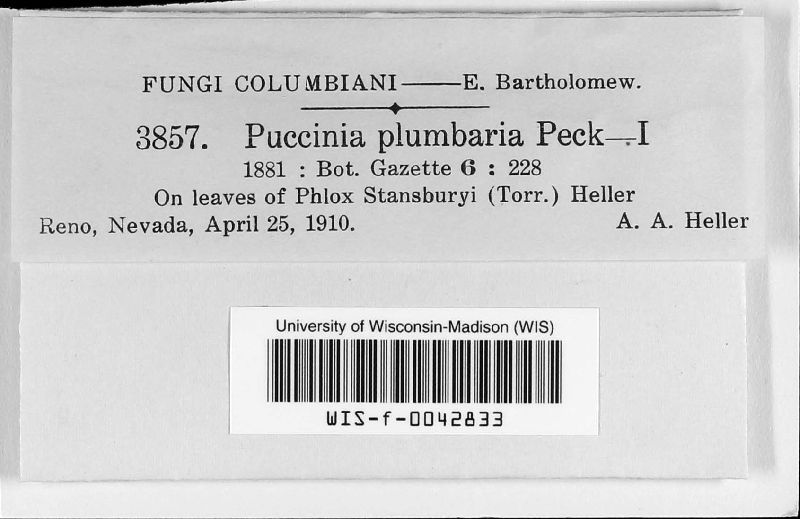 FUNGI COLUMBIANI——E. Bartholomew.
3857. Puccinia plumbaria Peck—I
1881 : Bot. Gazette 6 : 228
On leaves of Phlox Stansburyi (Torr.) Heller
Reno, Nevada, April 25, 1910. A. A. Heller
University of Wisconsin-Madison (WIS)
WIS-f-0042833